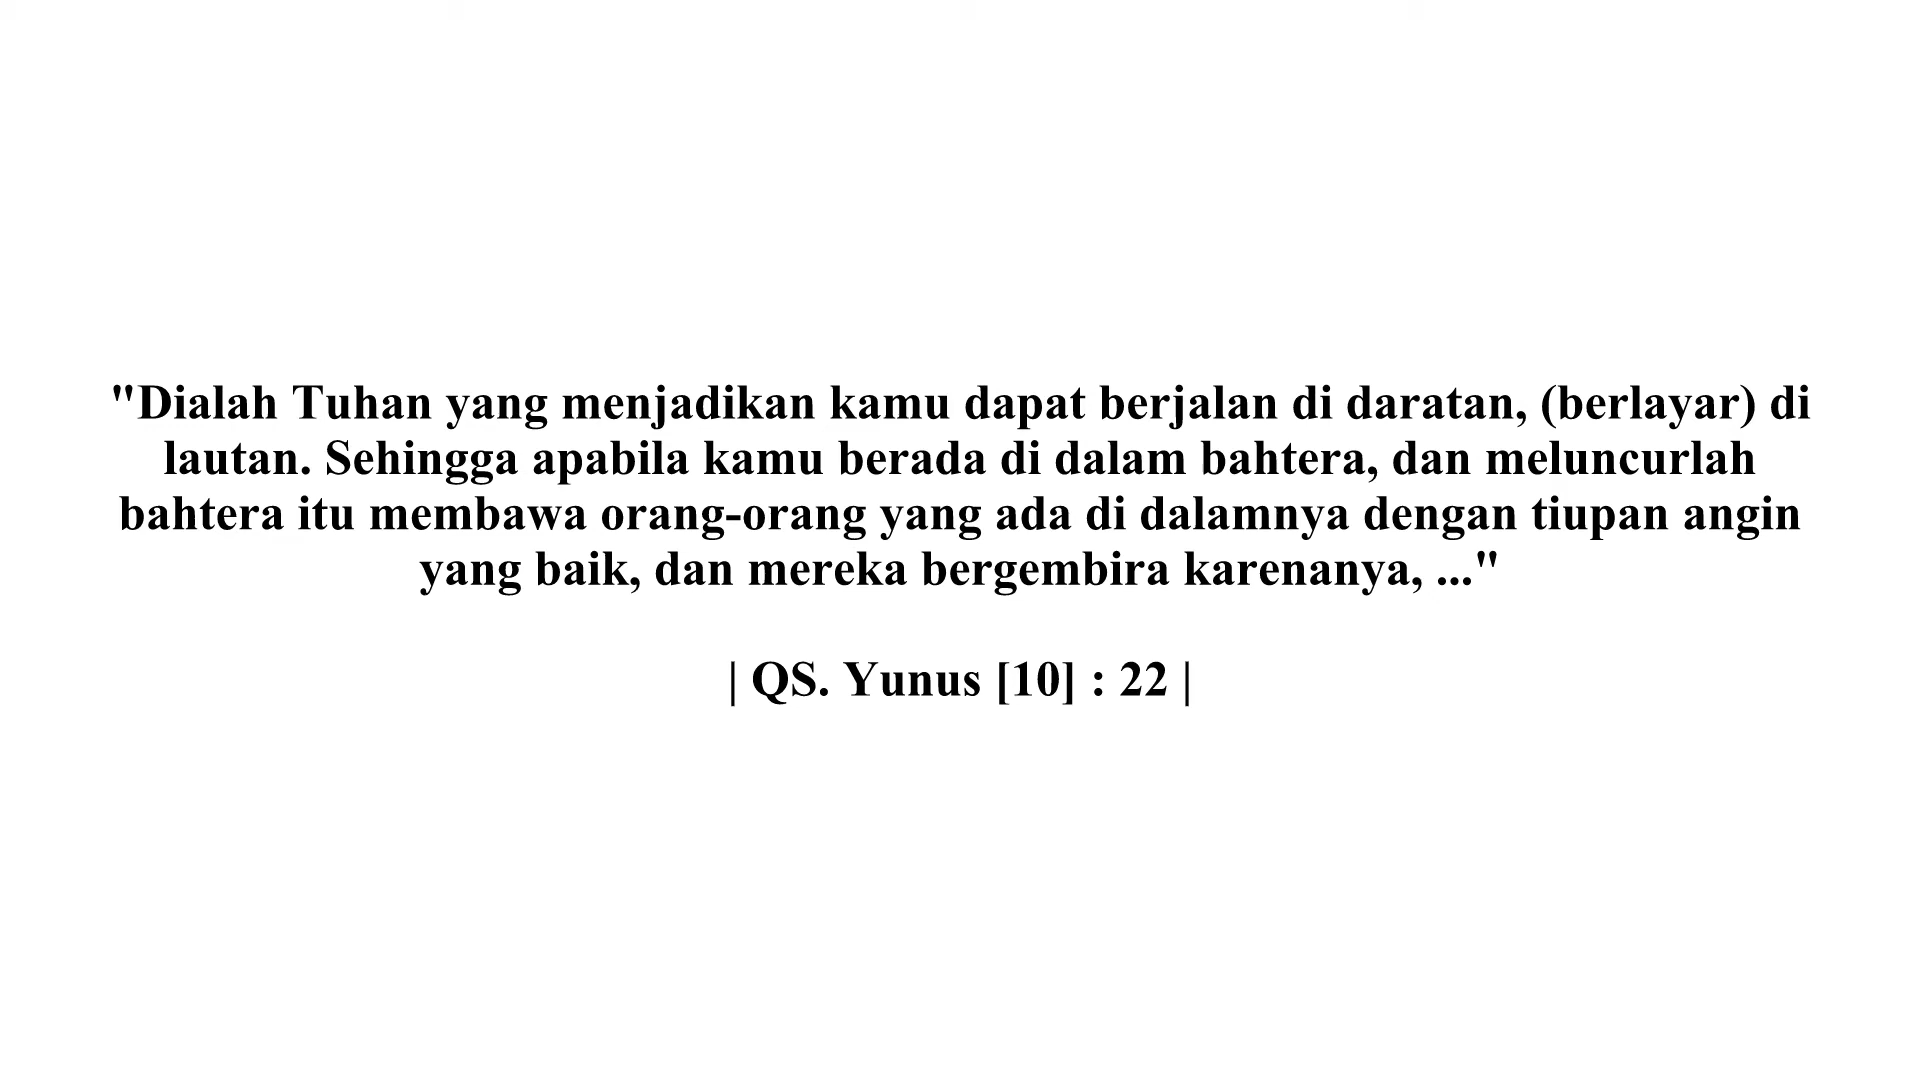 "Dialah Tuhan yang menjadikan kamu dapat berjalan di daratan, (berlayar) di
lautan. Sehingga apabila kamu berada di dalam bahtera, dan meluncurlah
bahtera itu membawa orang-orang yang ada di dalamnya dengan tiupan angin
yang baik, dan mereka bergembira karenanya, ..."
| QS. Yunus [10] : 22 |